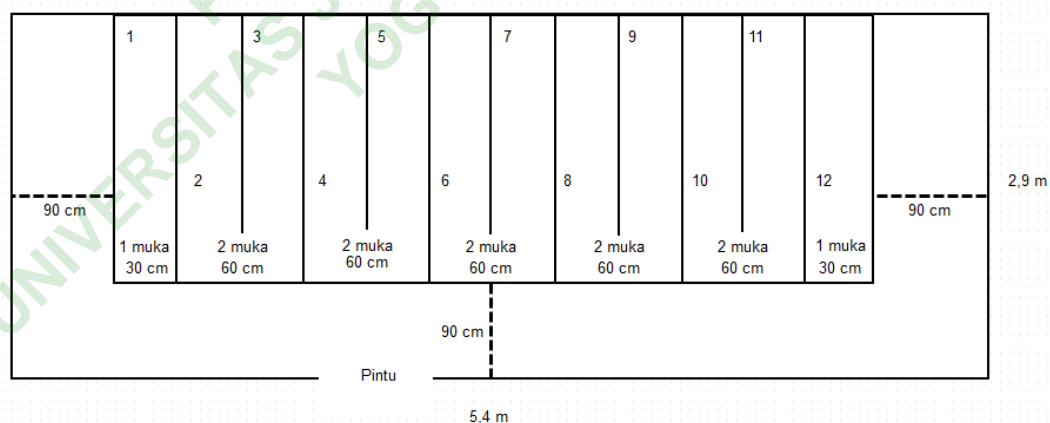 UNIVERSITAS J
YOG
1 3 5 7 9 11
2 4 6 8 10 12
2,9 m
90 cm 90 cm
1 muka 2 muka 2 muka 2 muka 2 muka 2 muka 1 muka
30 cm 60 cm 60 cm 60 cm 60 cm 60 cm 30 cm
90 cm
Pintu
5,4 m